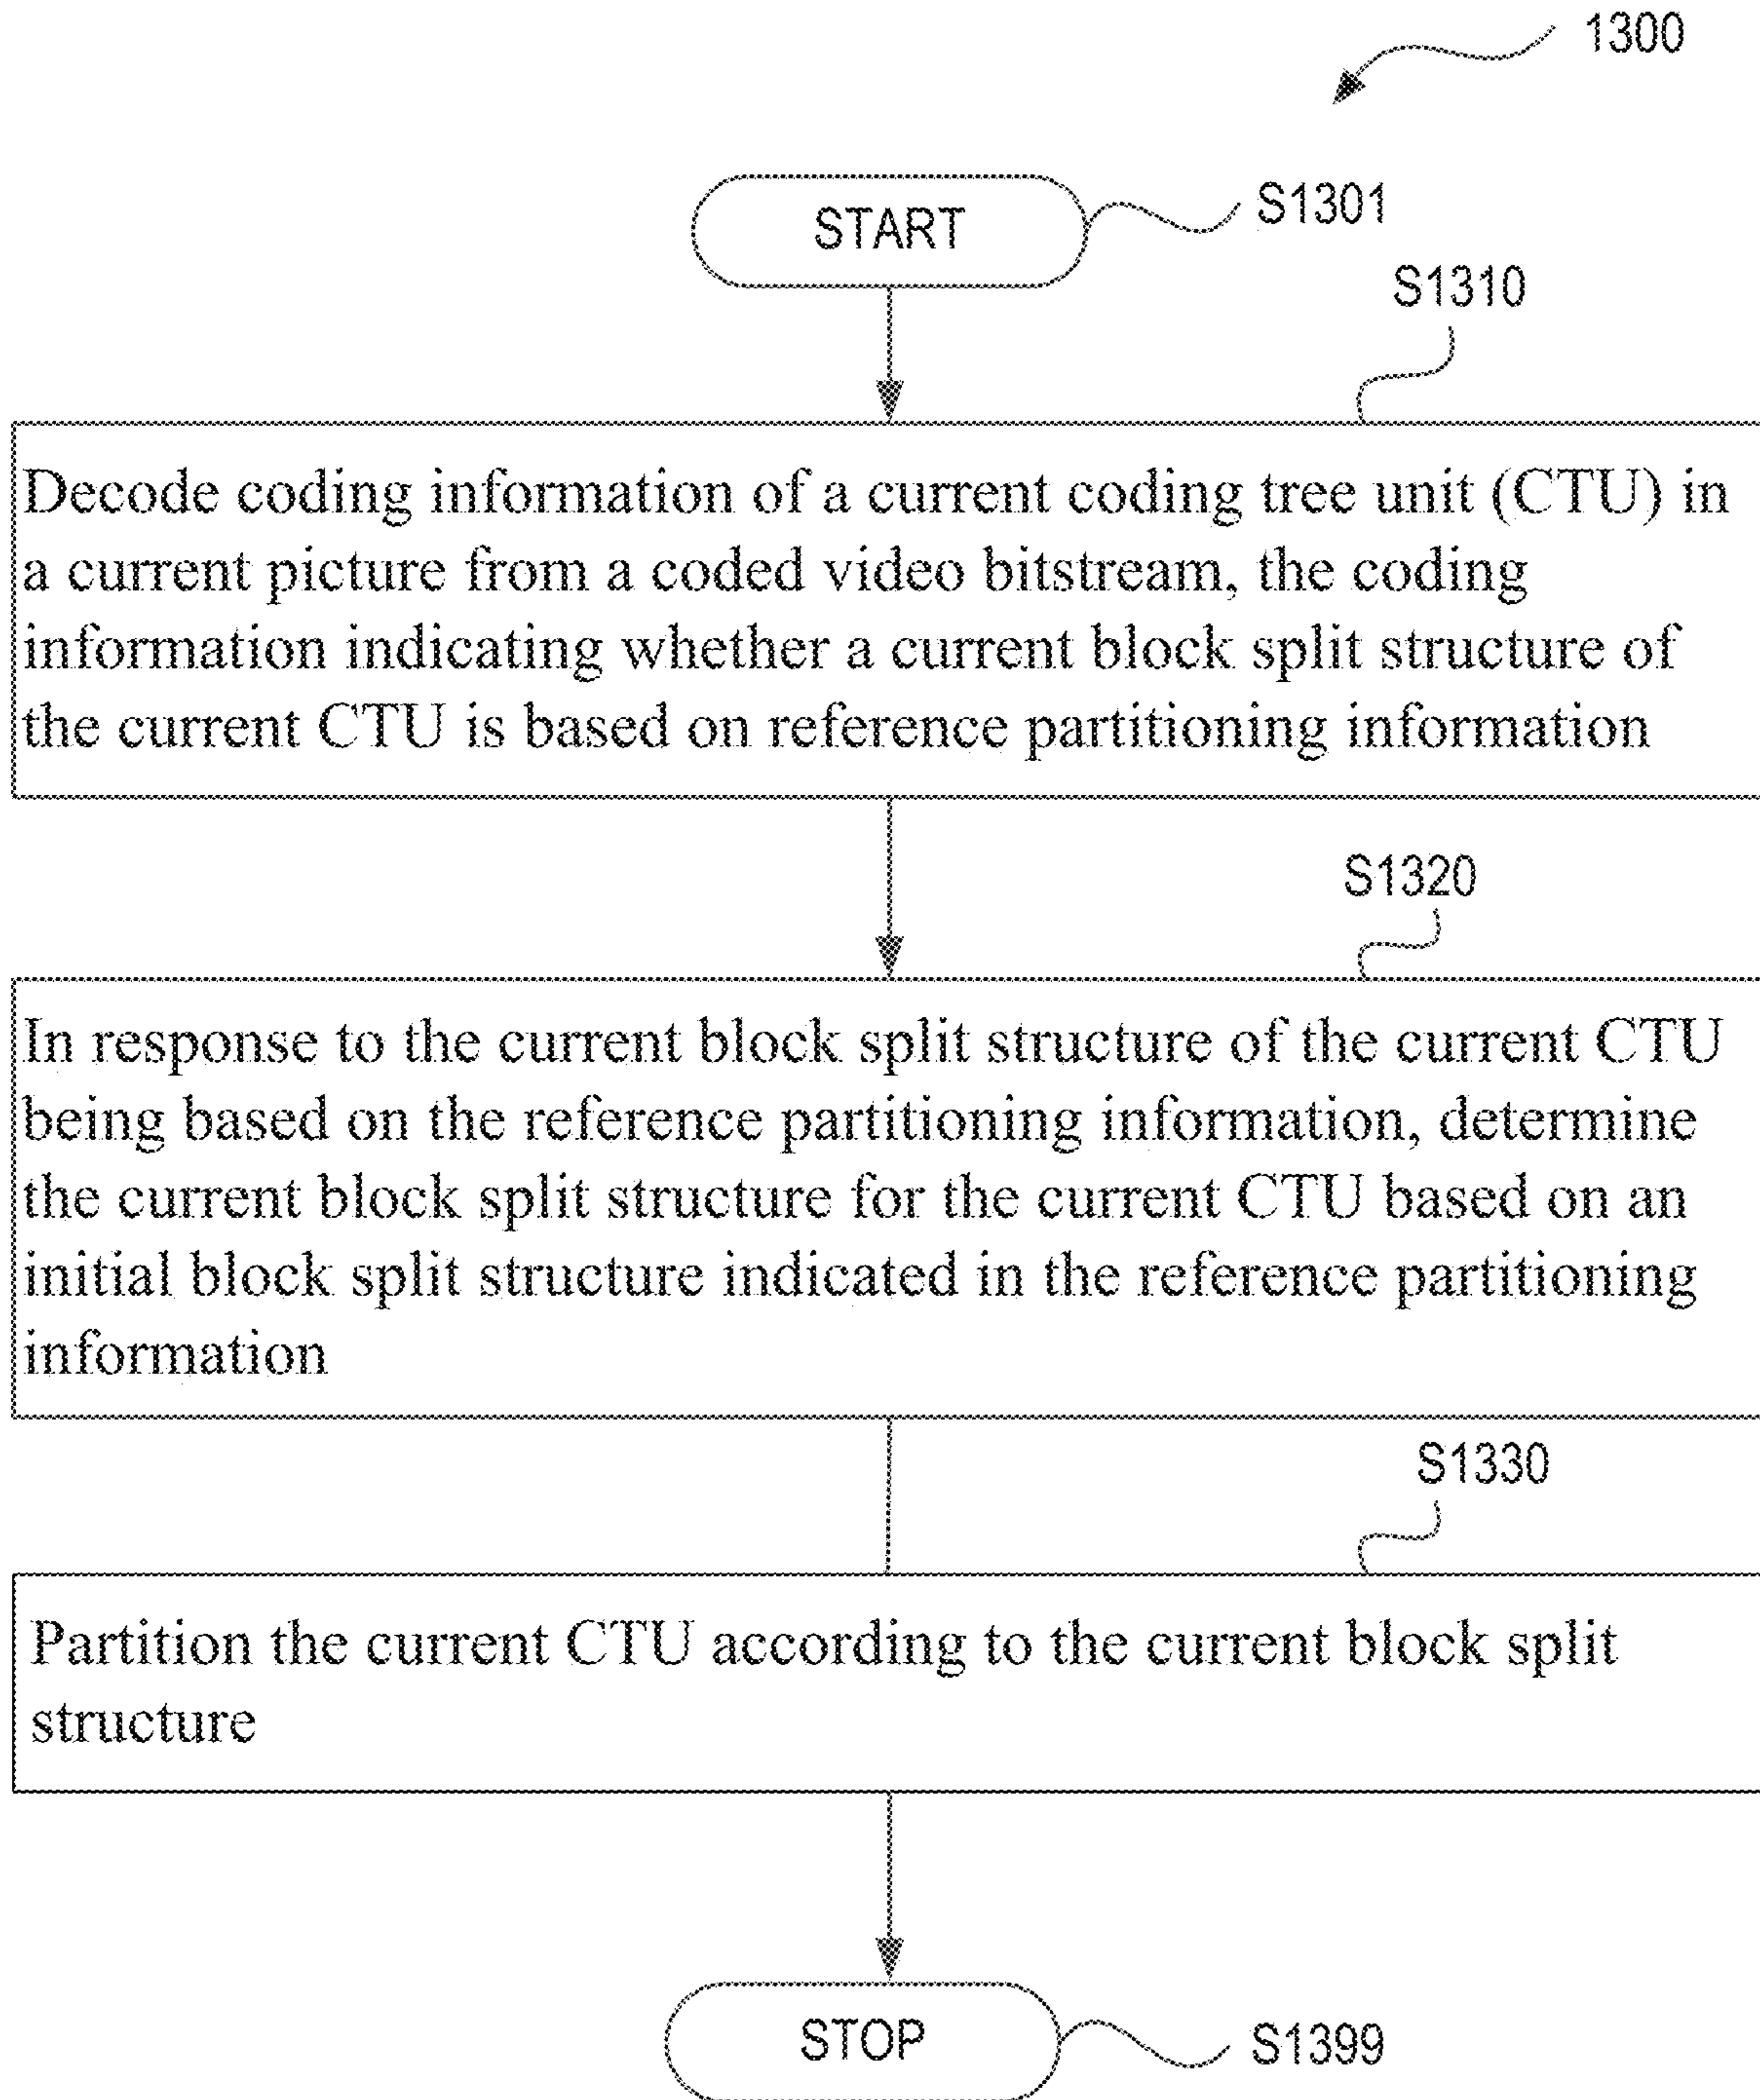 1300
START
S1301
S1310
Decode coding information of a current coding tree unit (CTU) in
a current picture from a coded video bitstream, the coding
information indicating whether a current block split structure of
the current CTU is based on reference partitioning information
S1320
In response to the current block split structure of the current CTU
being based on the reference partitioning information, determine
the current block split structure for the current CTU based on an
initial block split structure indicated in the reference partitioning
information
S1330
Partition the current CTU according to the current block split
structure
STOP
S1399